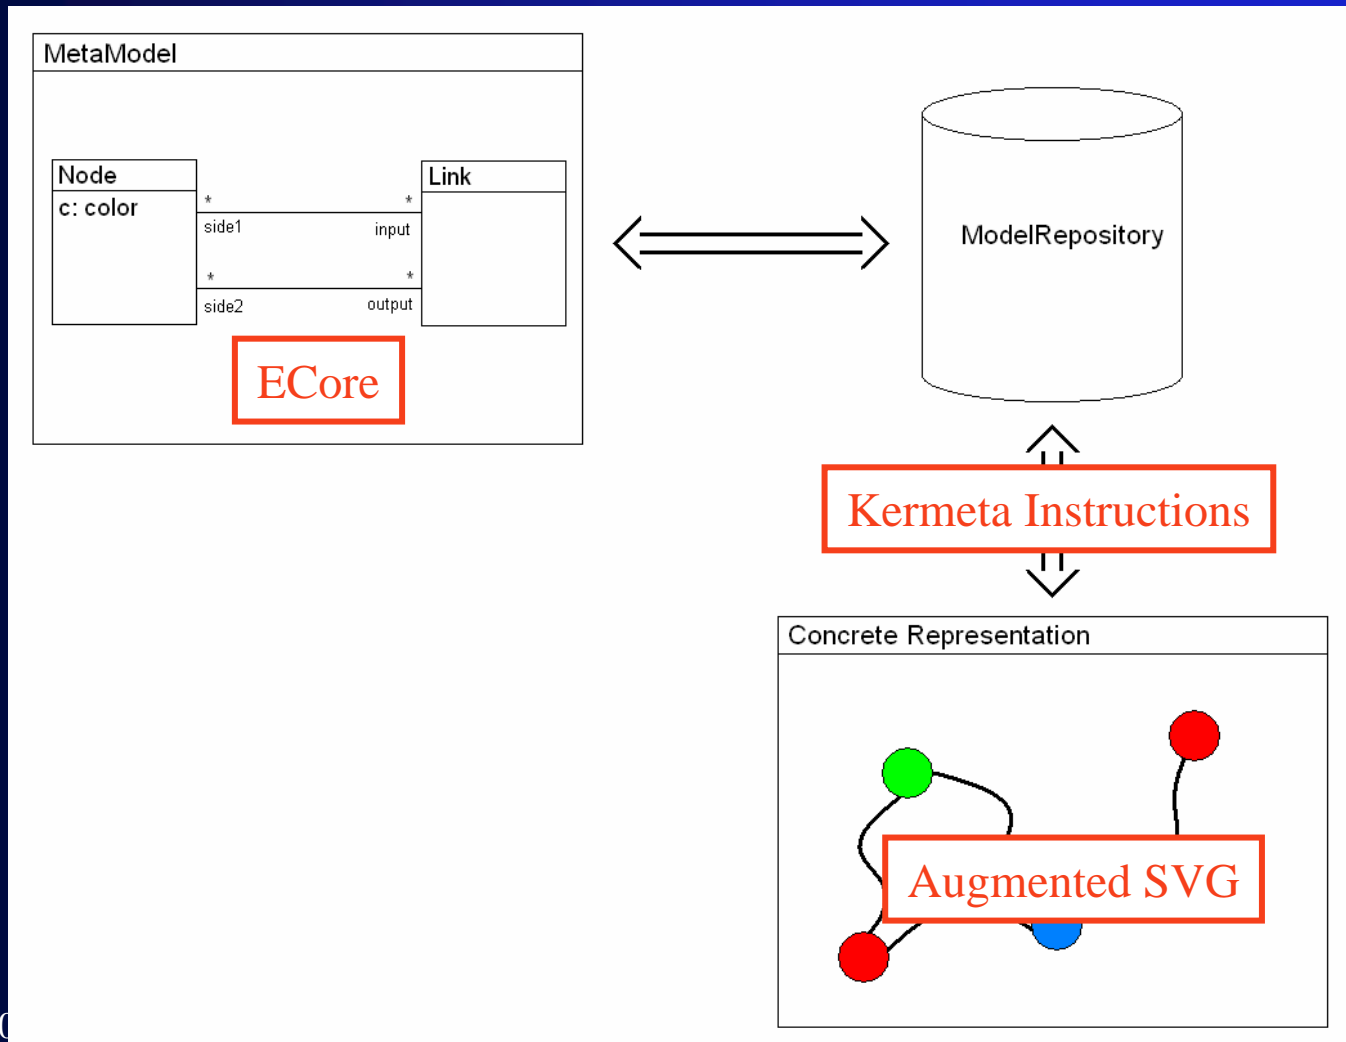 MetaModel
Node
c: color
Link
* *
side1 input
* *
side2 output
ECore
ModelRepository
Kermeta Instructions
Concrete Representation
Augmented SVG